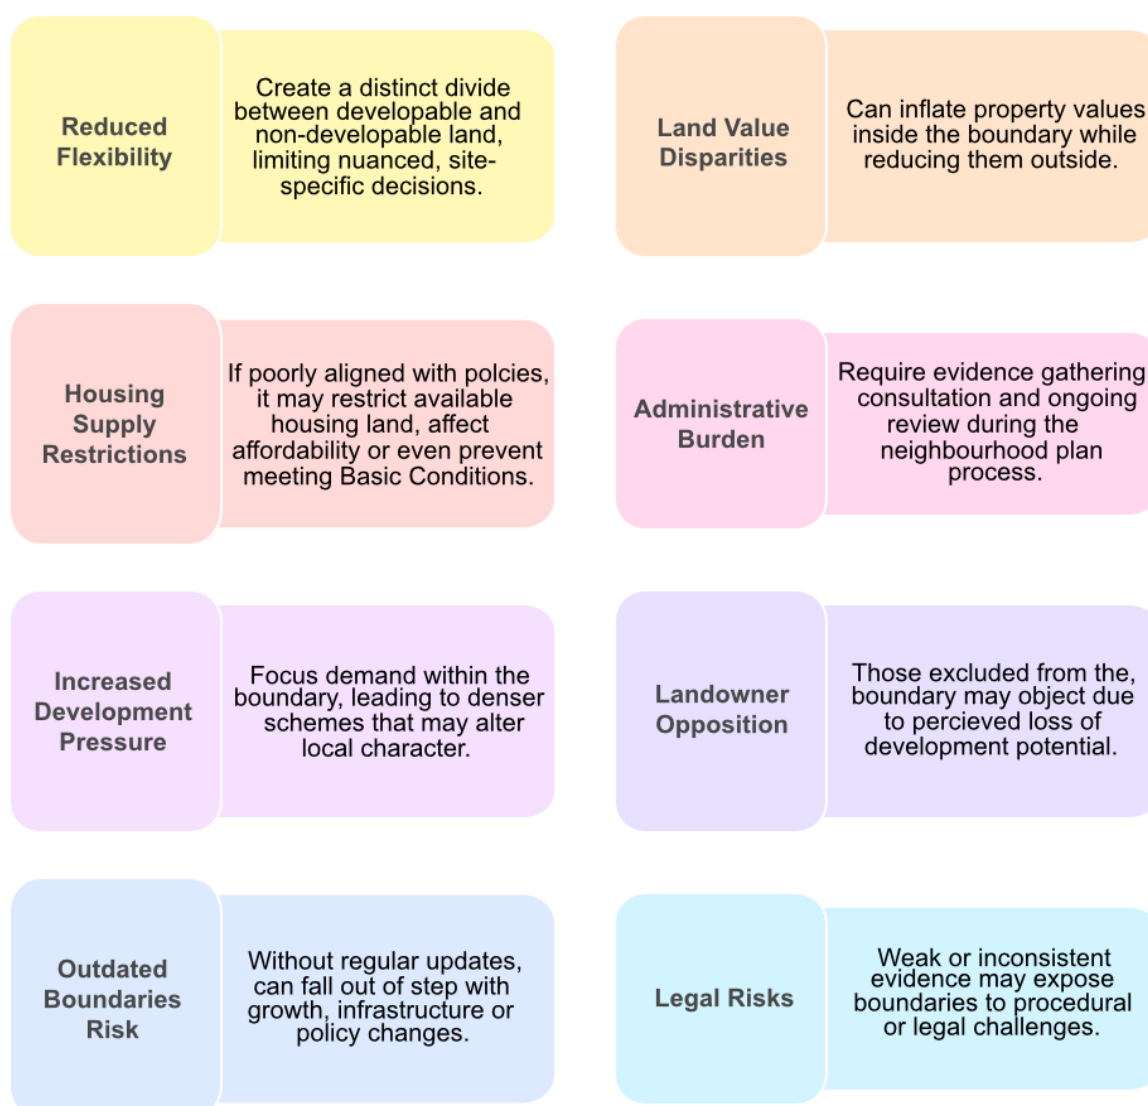 Reduced
Flexibility
Create a distinct divide
between developable and
non-developable land,
limiting nuanced, site-
specific decisions.
Land Value
Disparities
Can inflate property values
inside the boundary while
reducing them outside.
Housing
Supply
Restrictions
If poorly aligned with polcies,
it may restrict available
housing land, affect
affordability or even prevent
meeting Basic Conditions.
Administrative
Burden
Require evidence gathering
consultation and ongoing
review during the
neighbourhood plan
process.
Increased
Development
Pressure
Focus demand within the
boundary, leading to denser
schemes that may alter
local character.
Landowner
Opposition
Those excluded from the,
boundary may object due
to percieved loss of
development potential.
Outdated
Boundaries
Risk
Without regular updates,
can fall out of step with
growth, infrastructure or
policy changes.
Legal Risks
Weak or inconsistent
evidence may expose
boundaries to procedural
or legal challenges.